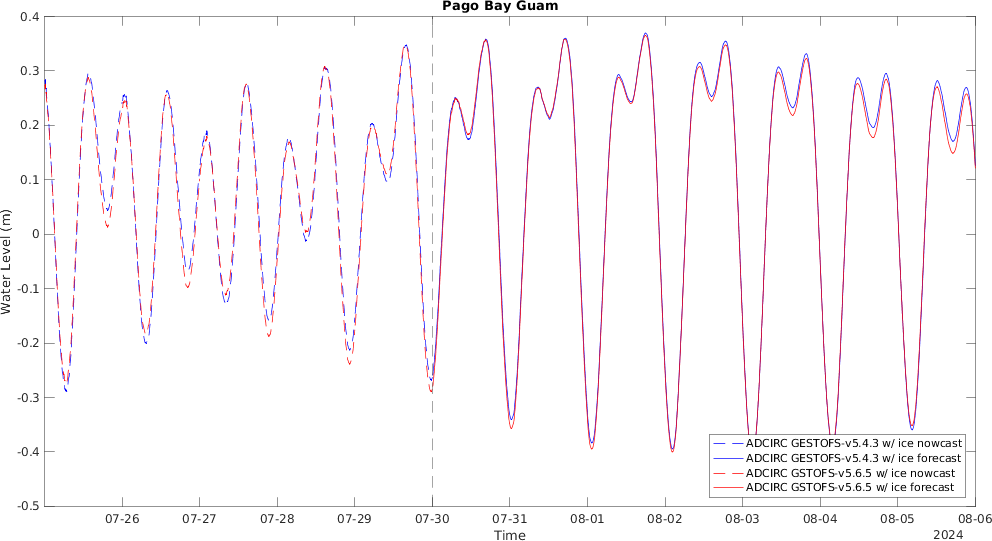 Pago Bay Guam
0.4
0.3
0.2
0.1
0
-0.1
-0.2
-0.3
-0.4
-0.5
Water Level (m)
ADCIRC GESTOFS-v5.4.3 w/ ice nowcast
ADCIRC GESTOFS-v5.4.3 w/ ice forecast
ADCIRC GSTOFS-v5.6.5 w/ ice nowcast
ADCIRC GSTOFS-v5.6.5 w/ ice forecast
07-26 07-27 07-28 07-29 07-30 07-31 08-01 08-02 08-03 08-04 08-05 08-06
Time
2024